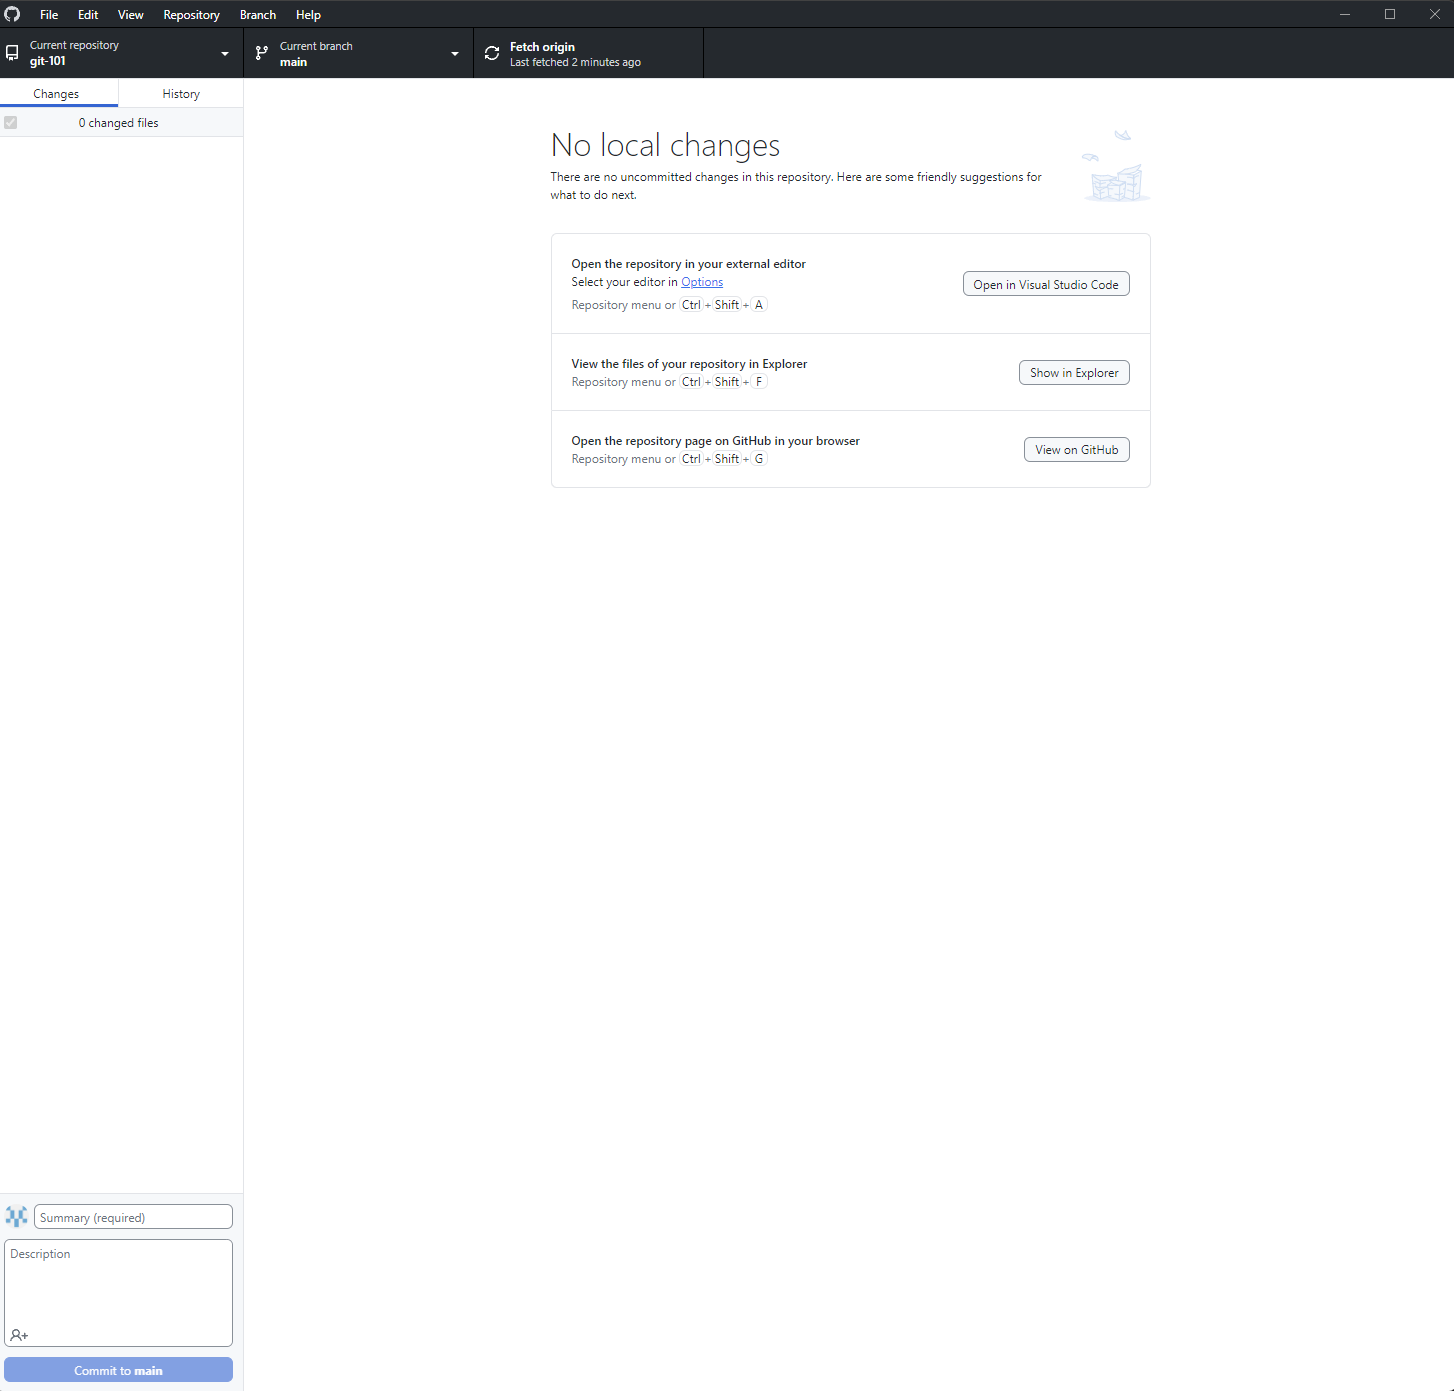 File Edit View Repository Branch Help
Current repository
git-101
Current branch
main
Fetch origin
Last fetched 2 minutes ago
Changes
History
0 changed files
No local changes
There are no uncommitted changes in this repository. Here are some friendly suggestions for
what to do next.
Open the repository in your external editor
Select your editor in Options
Repository menu or Ctrl + Shift + A
Open in Visual Studio Code
View the files of your repository in Explorer
Repository menu or Ctrl + Shift + F
Show in Explorer
Open the repository page on GitHub in your browser
Repository menu or Ctrl + Shift + G
View on GitHub
Summary (required)
Description
Commit to main